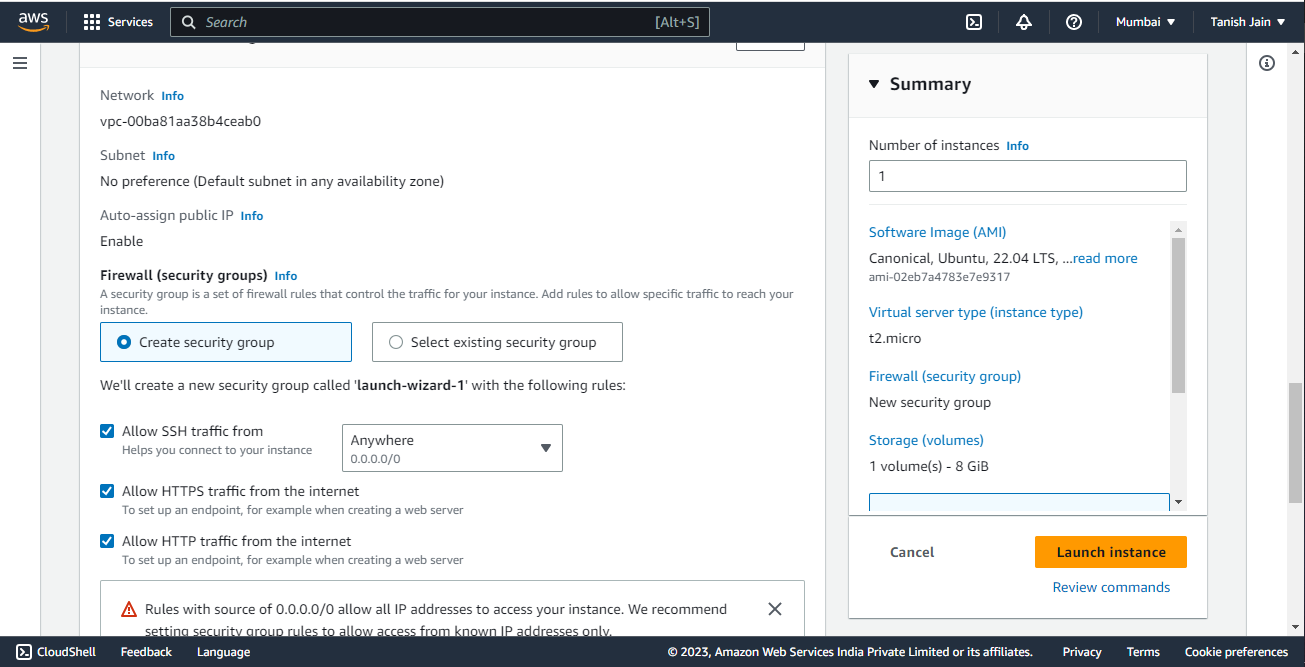 aws
Services
Search
[Alt+S]
Mumbai
Tanish Jain
Network Info
vpc-00ba81aa38b4ceab0
Subnet Info
No preference (Default subnet in any availability zone)
Auto-assign public IP Info
Enable
Firewall (security groups) Info
A security group is a set of firewall rules that control the traffic for your instance. Add rules to allow specific traffic to reach your
instance.
Create security group
Select existing security group
We'll create a new security group called 'launch-wizard-1' with the following rules:
Allow SSH traffic from
Helps you connect to your instance
Anywhere
0.0.0.0/0
Allow HTTPS traffic from the internet
To set up an endpoint, for example when creating a web server
Allow HTTP traffic from the internet
To set up an endpoint, for example when creating a web server
Rules with source of 0.0.0.0/0 allow all IP addresses to access your instance. We recommend
setting security group rules to allow access from known IP addresses only.
Summary
Number of instances Info
1
Software Image (AMI)
Canonical, Ubuntu, 22.04 LTS, ...read more
ami-02eb7a4783e7e9317
Virtual server type (instance type)
t2.micro
Firewall (security group)
New security group
Storage (volumes)
1 volume(s) - 8 GiB
Cancel
Launch instance
Review commands
CloudShell
Feedback
Language
© 2023, Amazon Web Services India Private Limited or its affiliates.
Privacy
Terms
Cookie preferences